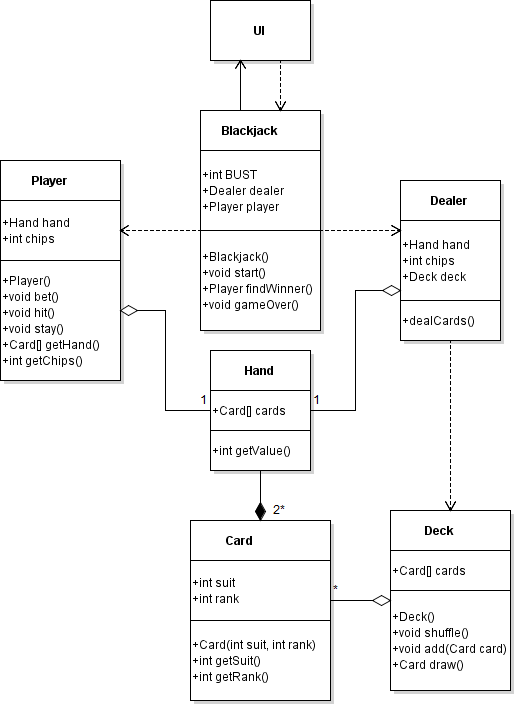 UI
Blackjack
+int BUST
+Dealer dealer
+Player player
+Blackjack()
+void start()
+Player findWinner()
+void gameOver()
Player
+Hand hand
+int chips
+Player()
+void bet()
+void hit()
+void stay()
+Card[] getHand()
+int getChips()
Dealer
+Hand hand
+int chips
+Deck deck
+dealCards()
Hand
+Card[] cards
+int getValue()
1
1
2*
Card
+int suit
+int rank
+Card(int suit, int rank)
+int getSuit()
+int getRank()
*
Deck
+Card[] cards
+Deck()
+void shuffle()
+void add(Card card)
+Card draw()